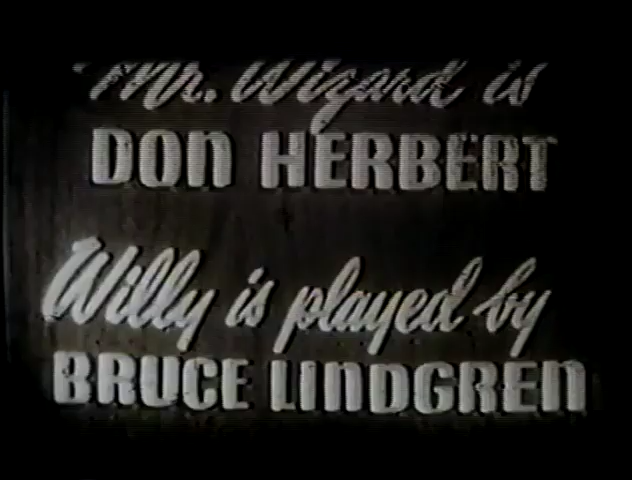 Mr. Wizard is
DON HERBERT
Willy is played by
BRUCE LINDGREN